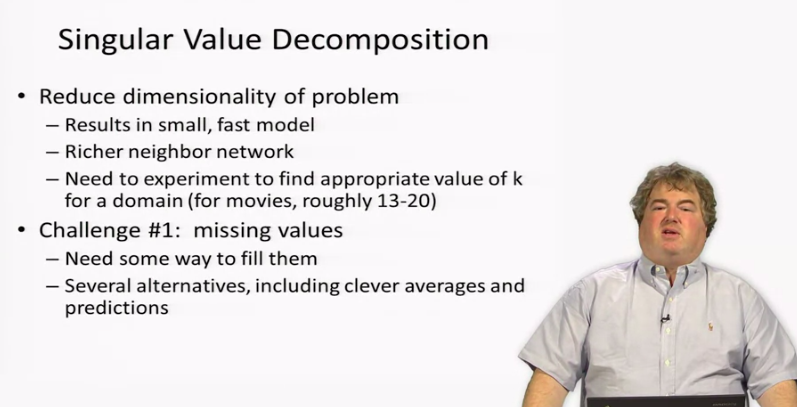 Singular Value Decomposition
• Reduce dimensionality of problem
– Results in small, fast model
– Richer neighbor network
– Need to experiment to find appropriate value of k
for a domain (for movies, roughly 13-20)
• Challenge #1: missing values
– Need some way to fill them
– Several alternatives, including clever averages and
predictions